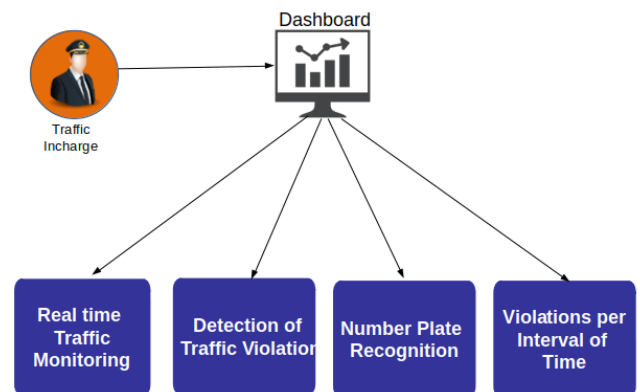 Dashboard
Traffic
Incharge
Real time
Traffic
Monitoring
Detection of
Traffic Violation
Number Plate
Recognition
Violations per
Interval of
Time